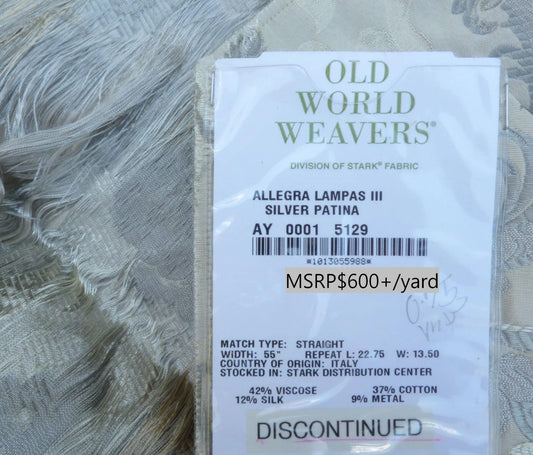 OLD
WORLD
WEAVERS®
DIVISION OF STARK® FABRIC
ALLEGRA LAMPAS III
SILVER PATINA
AY 0001 5129
*1013055988*
MSRP$600+/yard
MATCH TYPE: STRAIGHT
WIDTH: 55" REPEAT L: 22.75 W: 13.50
COUNTRY OF ORIGIN: ITALY
STOCKED IN: STARK DISTRIBUTION CENTER
42% VISCOSE 37% COTTON
12% SILK 9% METAL
DISCONTINUED